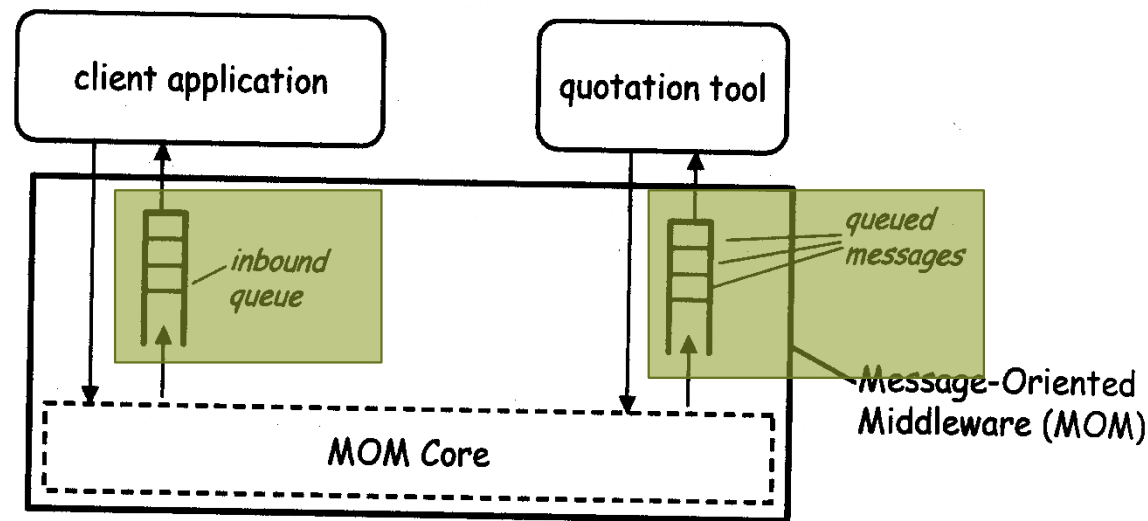 client application
quotation tool
inbound
queue
queued
messages
Message-Oriented
Middleware (MOM)
MOM Core